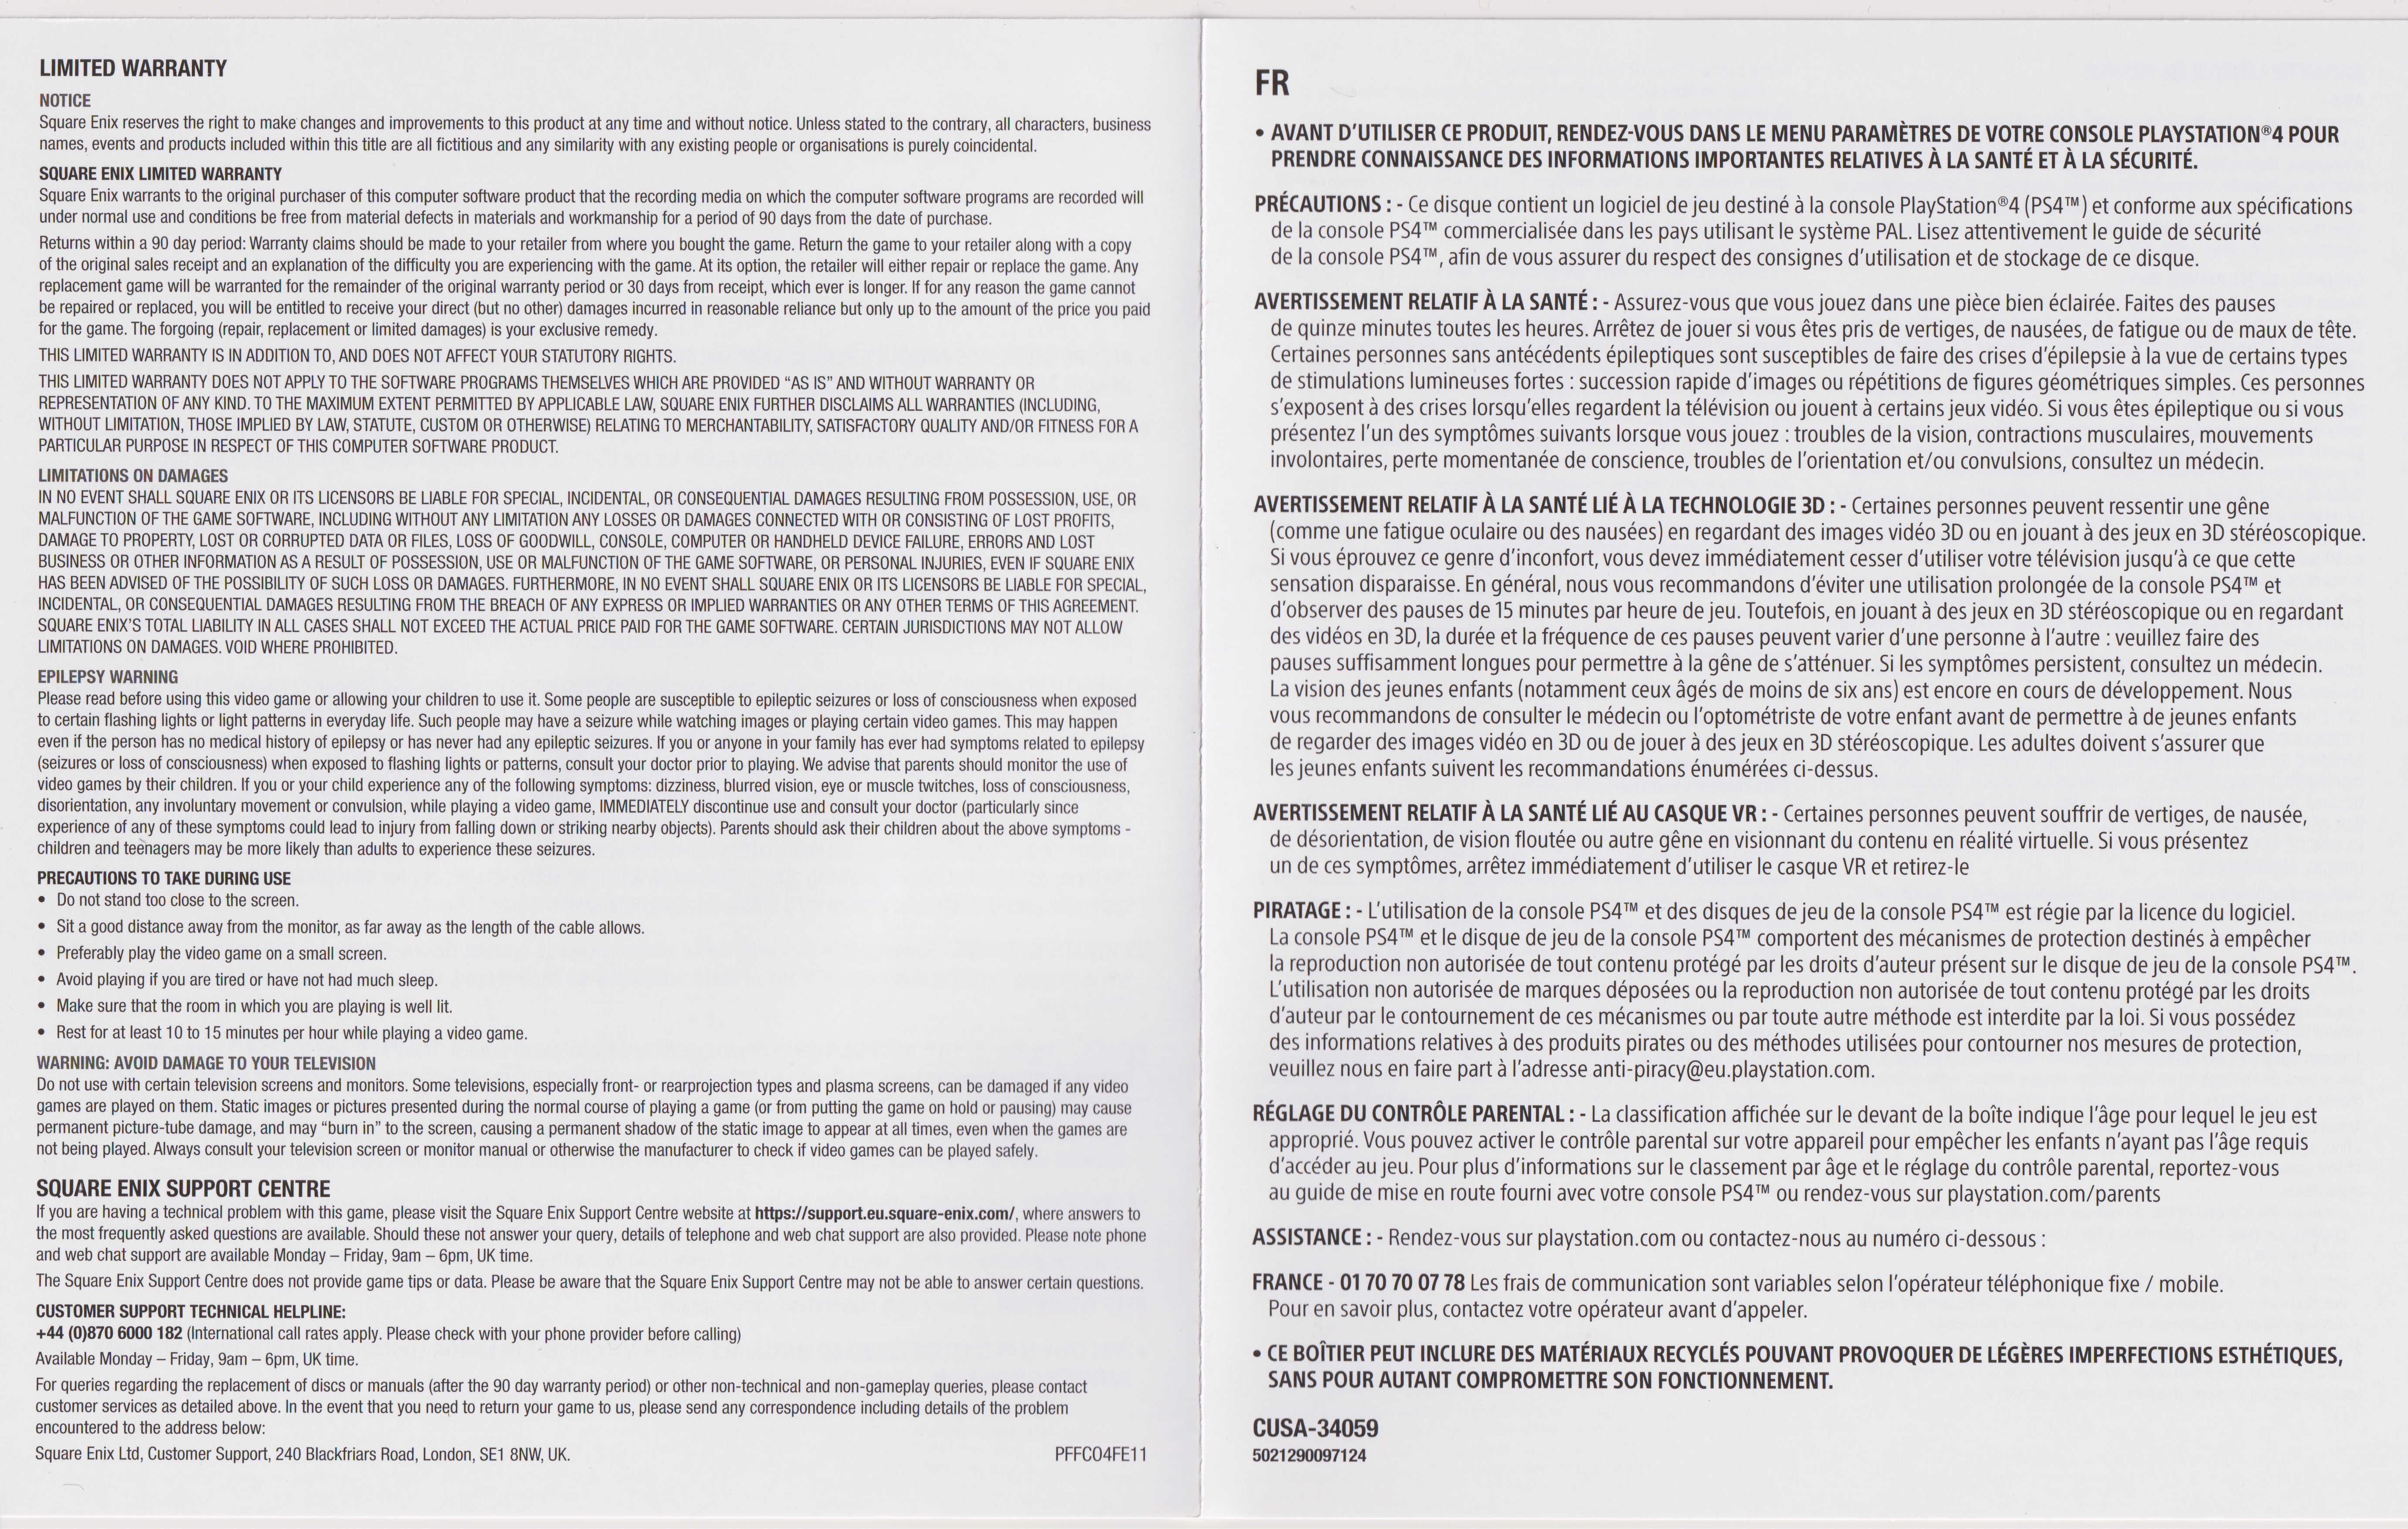 LIMITED WARRANTY
NOTICE
Square Enix reserves the right to make changes and improvements to this product at any time and without notice. Unless stated to the contrary, all characters, business
names, events and products included within this title are all fictitious and any similarity with any existing people or organisations is purely coincidental.
SQUARE ENIX LIMITED WARRANTY
Square Enix warrants to the original purchaser of this computer software product that the recording media on which the computer software programs are recorded will
under normal use and conditions be free from material defects in materials and workmanship for a period of 90 days from the date of purchase.
Returns within a 90 day period: Warranty claims should be made to your retailer from where you bought the game. Return the game to your retailer along with a copy
of the original sales receipt and an explanation of the difficulty you are experiencing with the game. At its option, the retailer will either repair or replace the game. Any
replacement game will be warranted for the remainder of the original warranty period or 30 days from receipt, which ever is longer. If for any reason the game cannot
be repaired or replaced, you will be entitled to receive your direct (but no other) damages incurred in reasonable reliance but only up to the amount of the price you paid
for the game. The forgoing (repair, replacement or limited damages) is your exclusive remedy.
THIS LIMITED WARRANTY IS IN ADDITION TO, AND DOES NOT AFFECT YOUR STATUTORY RIGHTS.
THIS LIMITED WARRANTY DOES NOT APPLY TO THE SOFTWARE PROGRAMS THEMSELVES WHICH ARE PROVIDED “AS IS” AND WITHOUT WARRANTY OR
REPRESENTATION OF ANY KIND. TO THE MAXIMUM EXTENT PERMITTED BY APPLICABLE LAW, SQUARE ENIX FURTHER DISCLAIMS ALL WARRANTIES (INCLUDING,
WITHOUT LIMITATION, THOSE IMPLIED BY LAW, STATUTE, CUSTOM OR OTHERWISE) RELATING TO MERCHANTABILITY, SATISFACTORY QUALITY AND/OR FITNESS FOR A
PARTICULAR PURPOSE IN RESPECT OF THIS COMPUTER SOFTWARE PRODUCT.
LIMITATIONS ON DAMAGES
IN NO EVENT SHALL SQUARE ENIX OR ITS LICENSORS BE LIABLE FOR SPECIAL, INCIDENTAL, OR CONSEQUENTIAL DAMAGES RESULTING FROM POSSESSION, USE, OR
MALFUNCTION OF THE GAME SOFTWARE, INCLUDING WITHOUT ANY LIMITATION ANY LOSSES OR DAMAGES CONNECTED WITH OR CONSISTING OF LOST PROFITS,
DAMAGE TO PROPERTY, LOST OR CORRUPTED DATA OR FILES, LOSS OF GOODWILL, CONSOLE, COMPUTER OR HANDHELD DEVICE FAILURE, ERRORS AND LOST
BUSINESS OR OTHER INFORMATION AS A RESULT OF POSSESSION, USE OR MALFUNCTION OF THE GAME SOFTWARE, OR PERSONAL INJURIES, EVEN IF SQUARE ENIX
HAS BEEN ADVISED OF THE POSSIBILITY OF SUCH LOSS OR DAMAGES. FURTHERMORE, IN NO EVENT SHALL SQUARE ENIX OR ITS LICENSORS BE LIABLE FOR SPECIAL,
INCIDENTAL, OR CONSEQUENTIAL DAMAGES RESULTING FROM THE BREACH OF ANY EXPRESS OR IMPLIED WARRANTIES OR ANY OTHER TERMS OF THIS AGREEMENT.
SQUARE ENIX’S TOTAL LIABILITY IN ALL CASES SHALL NOT EXCEED THE ACTUAL PRICE PAID FOR THE GAME SOFTWARE. CERTAIN JURISDICTIONS MAY NOT ALLOW
LIMITATIONS ON DAMAGES. VOID WHERE PROHIBITED.
EPILEPSY WARNING
Please read before using this video game or allowing your children to use it. Some people are susceptible to epileptic seizures or loss of consciousness when exposed
to certain flashing lights or light patterns in everyday life. Such people may have a seizure while watching images or playing certain video games. This may happen
even if the person has no medical history of epilepsy or has never had any epileptic seizures. If you or anyone in your family has ever had symptoms related to epilepsy
(seizures or loss of consciousness) when exposed to flashing lights or patterns, consult your doctor prior to playing. We advise that parents should monitor the use of
video games by their children. If you or your child experience any of the following symptoms: dizziness, blurred vision, eye or muscle twitches, loss of consciousness,
disorientation, any involuntary movement or convulsion, while playing a video game, IMMEDIATELY discontinue use and consult your doctor (particularly since
experience of any of these symptoms could lead to injury from falling down or striking nearby objects). Parents should ask their children about the above symptoms -
children and teenagers may be more likely than adults to experience these seizures.
PRECAUTIONS TO TAKE DURING USE
• Do not stand too close to the screen.
• Sit a good distance away from the monitor, as far away as the length of the cable allows.
• Preferably play the video game on a small screen.
• Avoid playing if you are tired or have not had much sleep.
• Make sure that the room in which you are playing is well lit.
• Rest for at least 10 to 15 minutes per hour while playing a video game.
WARNING: AVOID DAMAGE TO YOUR TELEVISION
Do not use with certain television screens and monitors. Some televisions, especially front- or rearprojection types and plasma screens, can be damaged if any video
games are played on them. Static images or pictures presented during the normal course of playing a game (or from putting the game on hold or pausing) may cause
permanent picture-tube damage, and may “burn in” to the screen, causing a permanent shadow of the static image to appear at all times, even when the games are
not being played. Always consult your television screen or monitor manual or otherwise the manufacturer to check if video games can be played safely.
SQUARE ENIX SUPPORT CENTRE
If you are having a technical problem with this game, please visit the Square Enix Support Centre website at https://support.eu.square-enix.com/, where answers to
the most frequently asked questions are available. Should these not answer your query, details of telephone and web chat support are also provided. Please note phone
and web chat support are available Monday – Friday, 9am – 6pm, UK time.
The Square Enix Support Centre does not provide game tips or data. Please be aware that the Square Enix Support Centre may not be able to answer certain questions.
CUSTOMER SUPPORT TECHNICAL HELPLINE:
+44 (0)870 6000 182 (International call rates apply. Please check with your phone provider before calling)
Available Monday – Friday, 9am – 6pm, UK time.
For queries regarding the replacement of discs or manuals (after the 90 day warranty period) or other non-technical and non-gameplay queries, please contact
customer services as detailed above. In the event that you need to return your game to us, please send any correspondence including details of the problem
encountered to the address below:
Square Enix Ltd, Customer Support, 240 Blackfriars Road, London, SE1 8NW, UK.
PFFCO4FE11
FR
• AVANT D’UTILISER CE PRODUIT, RENDEZ-VOUS DANS LE MENU PARAMÈTRES DE VOTRE CONSOLE PLAYSTATION®4 POUR
PRENDRE CONNAISSANCE DES INFORMATIONS IMPORTANTES RELATIVES À LA SANTÉ ET À LA SÉCURITÉ.
PRÉCAUTIONS : - Ce disque contient un logiciel de jeu destiné à la console PlayStation®4 (PS4™) et conforme aux spécifications
de la console PS4™ commercialisée dans les pays utilisant le système PAL. Lisez attentivement le guide de sécurité
de la console PS4™, afin de vous assurer du respect des consignes d’utilisation et de stockage de ce disque.
AVERTISSEMENT RELATIF À LA SANTÉ : - Assurez-vous que vous jouez dans une pièce bien éclairée. Faites des pauses
de quinze minutes toutes les heures. Arrêtez de jouer si vous êtes pris de vertiges, de nausées, de fatigue ou de maux de tête.
Certaines personnes sans antécédents épileptiques sont susceptibles de faire des crises d’épilepsie à la vue de certains types
de stimulations lumineuses fortes : succession rapide d’images ou répétitions de figures géométriques simples. Ces personnes
s’exposent à des crises lorsqu’elles regardent la télévision ou jouent à certains jeux vidéo. Si vous êtes épileptique ou si vous
présentez l’un des symptômes suivants lorsque vous jouez : troubles de la vision, contractions musculaires, mouvements
involontaires, perte momentanée de conscience, troubles de l’orientation et/ou convulsions, consultez un médecin.
AVERTISSEMENT RELATIF À LA SANTÉ LIÉ À LA TECHNOLOGIE 3D : - Certaines personnes peuvent ressentir une gêne
(comme une fatigue oculaire ou des nausées) en regardant des images vidéo 3D ou en jouant à des jeux en 3D stéréoscopique.
Si vous éprouvez ce genre d’inconfort, vous devez immédiatement cesser d’utiliser votre télévision jusqu’à ce que cette
sensation disparaisse. En général, nous vous recommandons d’éviter une utilisation prolongée de la console PS4™ et
d’observer des pauses de 15 minutes par heure de jeu. Toutefois, en jouant à des jeux en 3D stéréoscopique ou en regardant
des vidéos en 3D, la durée et la fréquence de ces pauses peuvent varier d’une personne à l’autre : veuillez faire des
pauses suffisamment longues pour permettre à la gêne de s’atténuer. Si les symptômes persistent, consultez un médecin.
La vision des jeunes enfants (notamment ceux âgés de moins de six ans) est encore en cours de développement. Nous
vous recommandons de consulter le médecin ou l’optométriste de votre enfant avant de permettre à de jeunes enfants
de regarder des images vidéo en 3D ou de jouer à des jeux en 3D stéréoscopique. Les adultes doivent s’assurer que
les jeunes enfants suivent les recommandations énumérées ci-dessus.
AVERTISSEMENT RELATIF À LA SANTÉ LIÉ AU CASQUE VR : - Certaines personnes peuvent souffrir de vertiges, de nausée,
de désorientation, de vision floutée ou autre gêne en visionnant du contenu en réalité virtuelle. Si vous présentez
un de ces symptômes, arrêtez immédiatement d’utiliser le casque VR et retirez-le
PIRATAGE : - L’utilisation de la console PS4™ et des disques de jeu de la console PS4™ est régie par la licence du logiciel.
La console PS4™ et le disque de jeu de la console PS4™ comportent des mécanismes de protection destinés à empêcher
la reproduction non autorisée de tout contenu protégé par les droits d’auteur présent sur le disque de jeu de la console PS4™.
L’utilisation non autorisée de marques déposées ou la reproduction non autorisée de tout contenu protégé par les droits
d’auteur par le contournement de ces mécanismes ou par toute autre méthode est interdite par la loi. Si vous possédez
des informations relatives à des produits pirates ou des méthodes utilisées pour contourner nos mesures de protection,
veuillez nous en faire part à l’adresse anti-piracy@eu.playstation.com.
RÉGLAGE DU CONTRÔLE PARENTAL : - La classification affichée sur le devant de la boîte indique l’âge pour lequel le jeu est
approprié. Vous pouvez activer le contrôle parental sur votre appareil pour empêcher les enfants n’ayant pas l’âge requis
d’accéder au jeu. Pour plus d’informations sur le classement par âge et le réglage du contrôle parental, reportez-vous
au guide de mise en route fourni avec votre console PS4™ ou rendez-vous sur playstation.com/parents
ASSISTANCE : - Rendez-vous sur playstation.com ou contactez-nous au numéro ci-dessous :
FRANCE - 01 70 70 07 78 Les frais de communication sont variables selon l’opérateur téléphonique fixe / mobile.
Pour en savoir plus, contactez votre opérateur avant d’appeler.
• CE BOÎTIER PEUT INCLURE DES MATÉRIAUX RECYCLÉS POUVANT PROVOQUER DE LÉGÈRES IMPERFECTIONS ESTHÉTIQUES,
SANS POUR AUTANT COMPROMETTRE SON FONCTIONNEMENT.
CUSA-34059
5021290097124